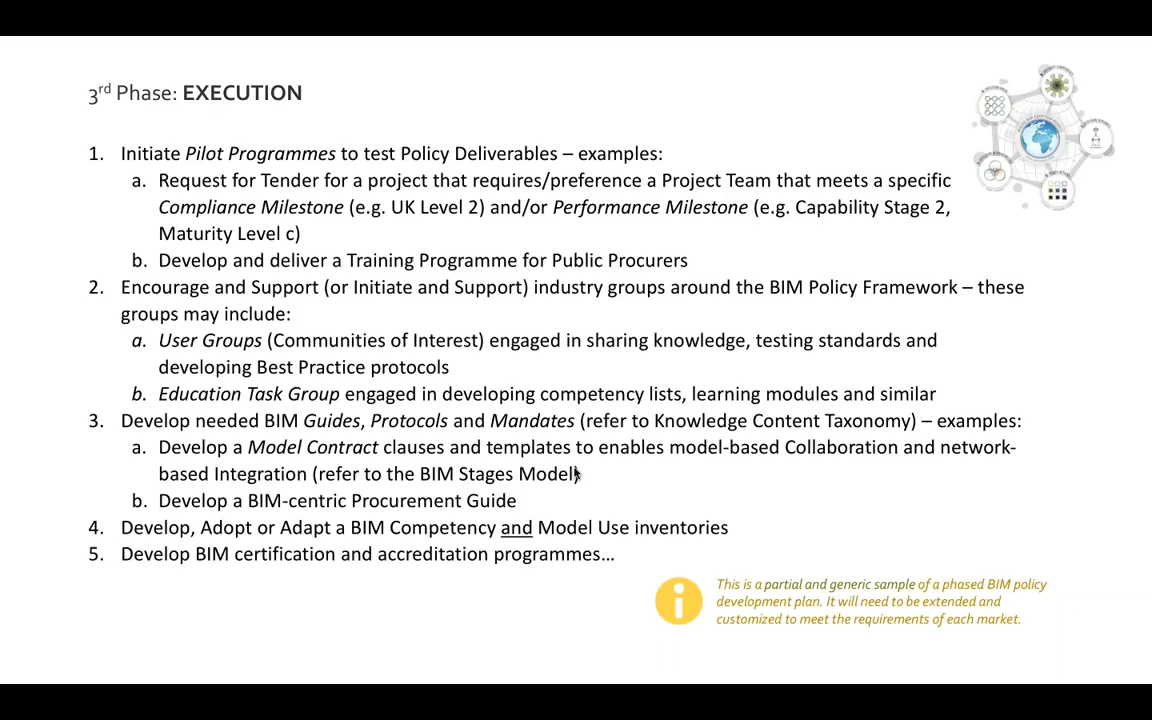 3rd Phase: EXECUTION
1. Initiate Pilot Programmes to test Policy Deliverables – examples:
a. Request for Tender for a project that requires/preference a Project Team that meets a specific
Compliance Milestone (e.g. UK Level 2) and/or Performance Milestone (e.g. Capability Stage 2,
Maturity Level c)
b. Develop and deliver a Training Programme for Public Procurers
2. Encourage and Support (or Initiate and Support) industry groups around the BIM Policy Framework – these
groups may include:
a. User Groups (Communities of Interest) engaged in sharing knowledge, testing standards and
developing Best Practice protocols
b. Education Task Group engaged in developing competency lists, learning modules and similar
3. Develop needed BIM Guides, Protocols and Mandates (refer to Knowledge Content Taxonomy) – examples:
a. Develop a Model Contract clauses and templates to enables model-based Collaboration and network-
based Integration (refer to the BIM Stages Model)
b. Develop a BIM-centric Procurement Guide
4. Develop, Adopt or Adapt a BIM Competency and Model Use inventories
5. Develop BIM certification and accreditation programmes…
This is a partial and generic sample of a phased BIM policy
development plan. It will need to be extended and
customized to meet the requirements of each market.